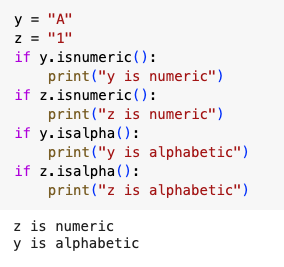 y = "A"
z = "1"
if y.isnumeric():
    print("y is numeric")
if z.isnumeric():
    print("z is numeric")
if y.isalpha():
    print("y is alphabetic")
if z.isalpha():
    print("z is alphabetic")
z is numeric
y is alphabetic